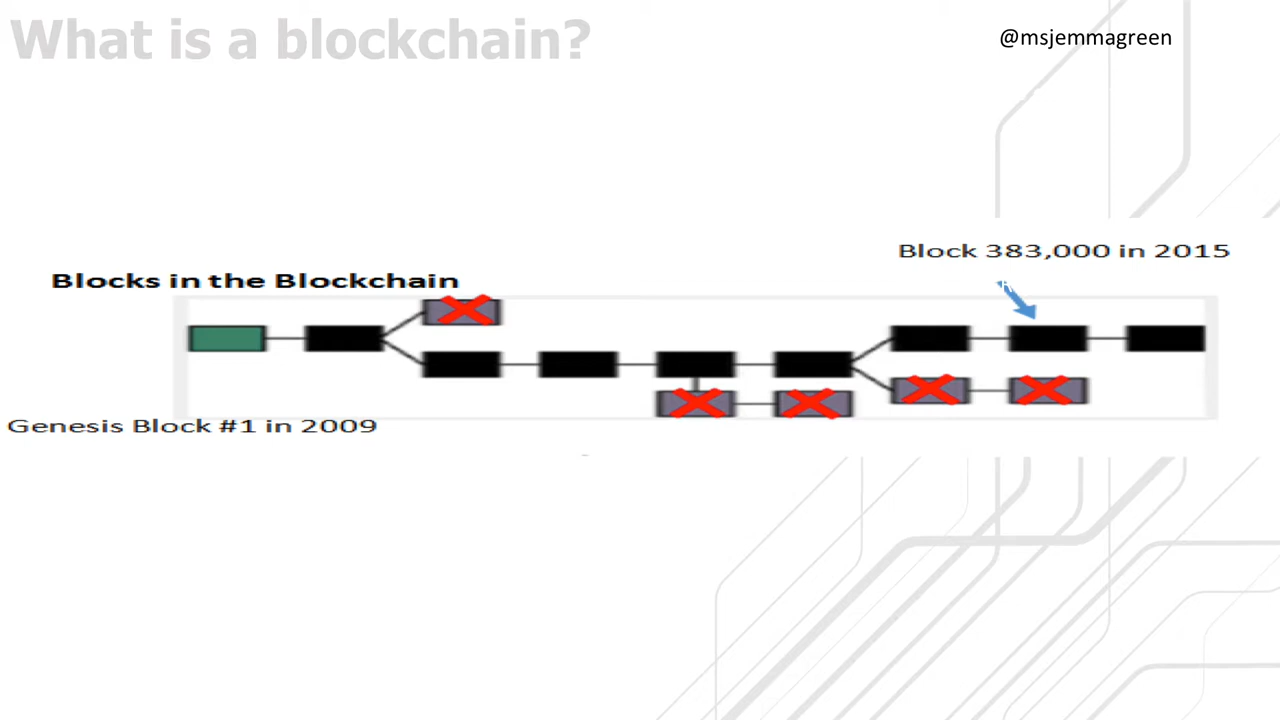 What is a blockchain?
@msjemmagreen
Block 383,000 in 2015
Blocks in the Blockchain
Genesis Block #1 in 2009